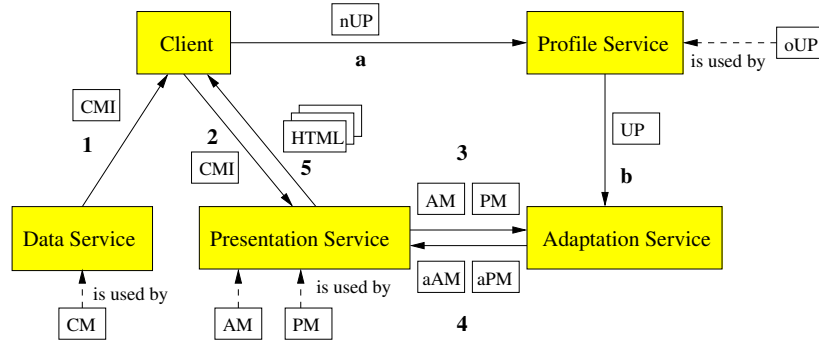 nUP
Client
Profile Service
oUP
is used by
a
CMI
1
2
HTML
CMI
5
3
UP
b
AM PM
Data Service
Presentation Service
Adaptation Service
is used by
is used by
aAM aPM
CM
AM
PM
4